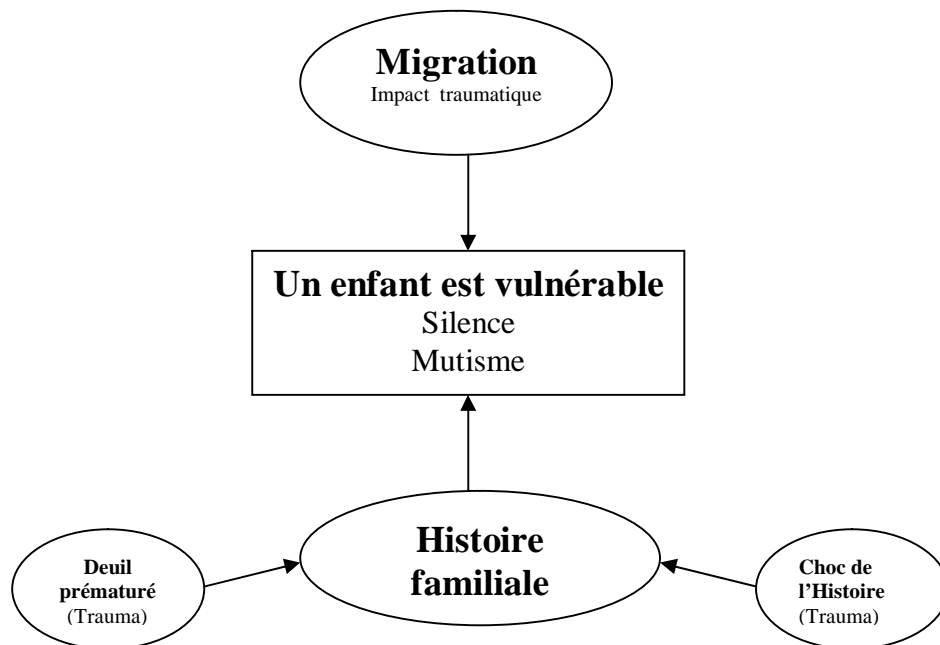 Migration
Impact traumatique
Un enfant est vulnérable
Silence
Mutisme
Histoire
familiale
Deuil
prématuré
(Trauma)
Choc de
l’Histoire
(Trauma)